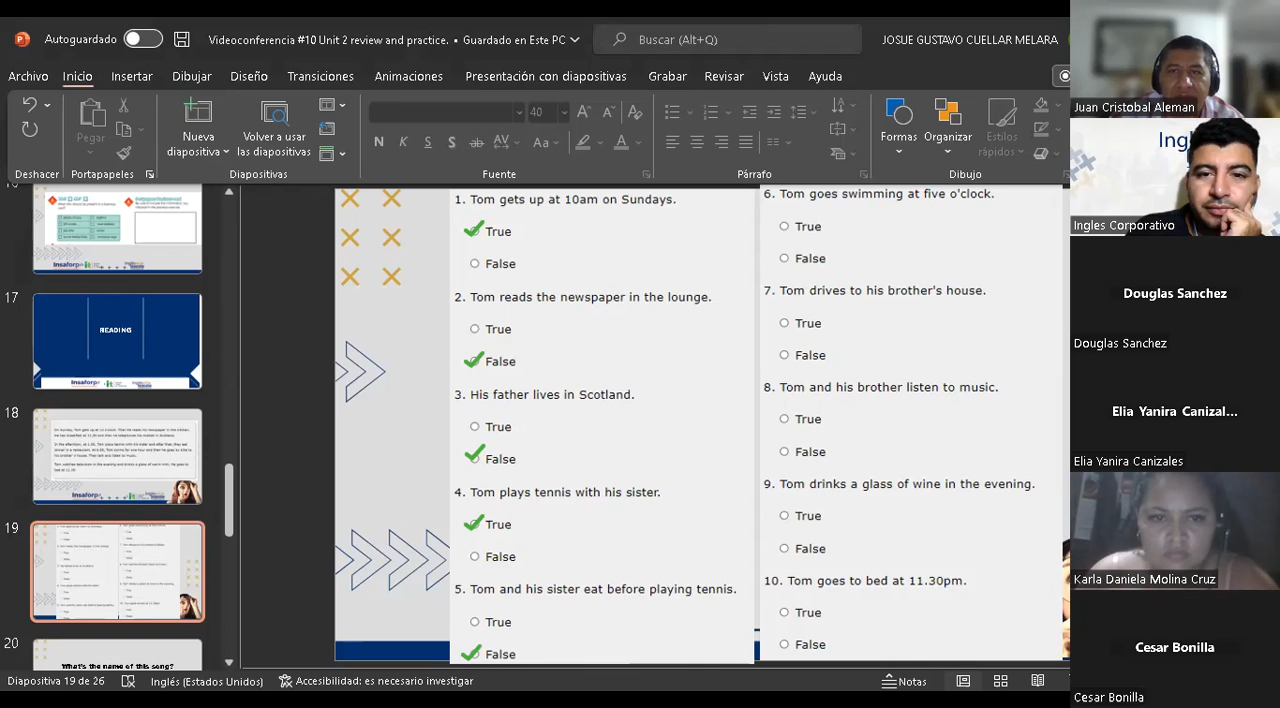 Autoguardado
Videoconferencia #10 Unit 2 review and practice. • Guardado en Este PC
Buscar (Alt+Q)
JOSUE GUSTAVO CUELLAR MELARA
Archivo Inicio Insertar Dibujar Diseño Transiciones Animaciones Presentación con diapositivas Grabar Revisar Vista Ayuda
Pegar
Nueva diapositiva
Volver a usar las diapositivas
40
N K S S ab AV Aa A
Formas
Organizar
Estilos rápidos
Deshacer Portapapeles Diapositivas Fuente Párrafo Dibujo
17
READING
Insaforp
18
Insaforp
19
20
What's the name of this song?
1. Tom gets up at 10am on Sundays.
True
False
2. Tom reads the newspaper in the lounge.
True
False
3. His father lives in Scotland.
True
False
4. Tom plays tennis with his sister.
True
False
5. Tom and his sister eat before playing tennis.
True
False
6. Tom goes swimming at five o'clock.
True
False
7. Tom drives to his brother's house.
True
False
8. Tom and his brother listen to music.
True
False
9. Tom drinks a glass of wine in the evening.
True
False
10. Tom goes to bed at 11.30pm.
True
False
Diapositiva 19 de 26
Inglés (Estados Unidos)
Accesibilidad: es necesario investigar
Notas
Juan Cristobal Aleman
Ingles Corporativo
Douglas Sanchez
Douglas Sanchez
Elia Yanira Canizal...
Elia Yanira Canizales
Karla Daniela Molina Cruz
Cesar Bonilla
Cesar Bonilla